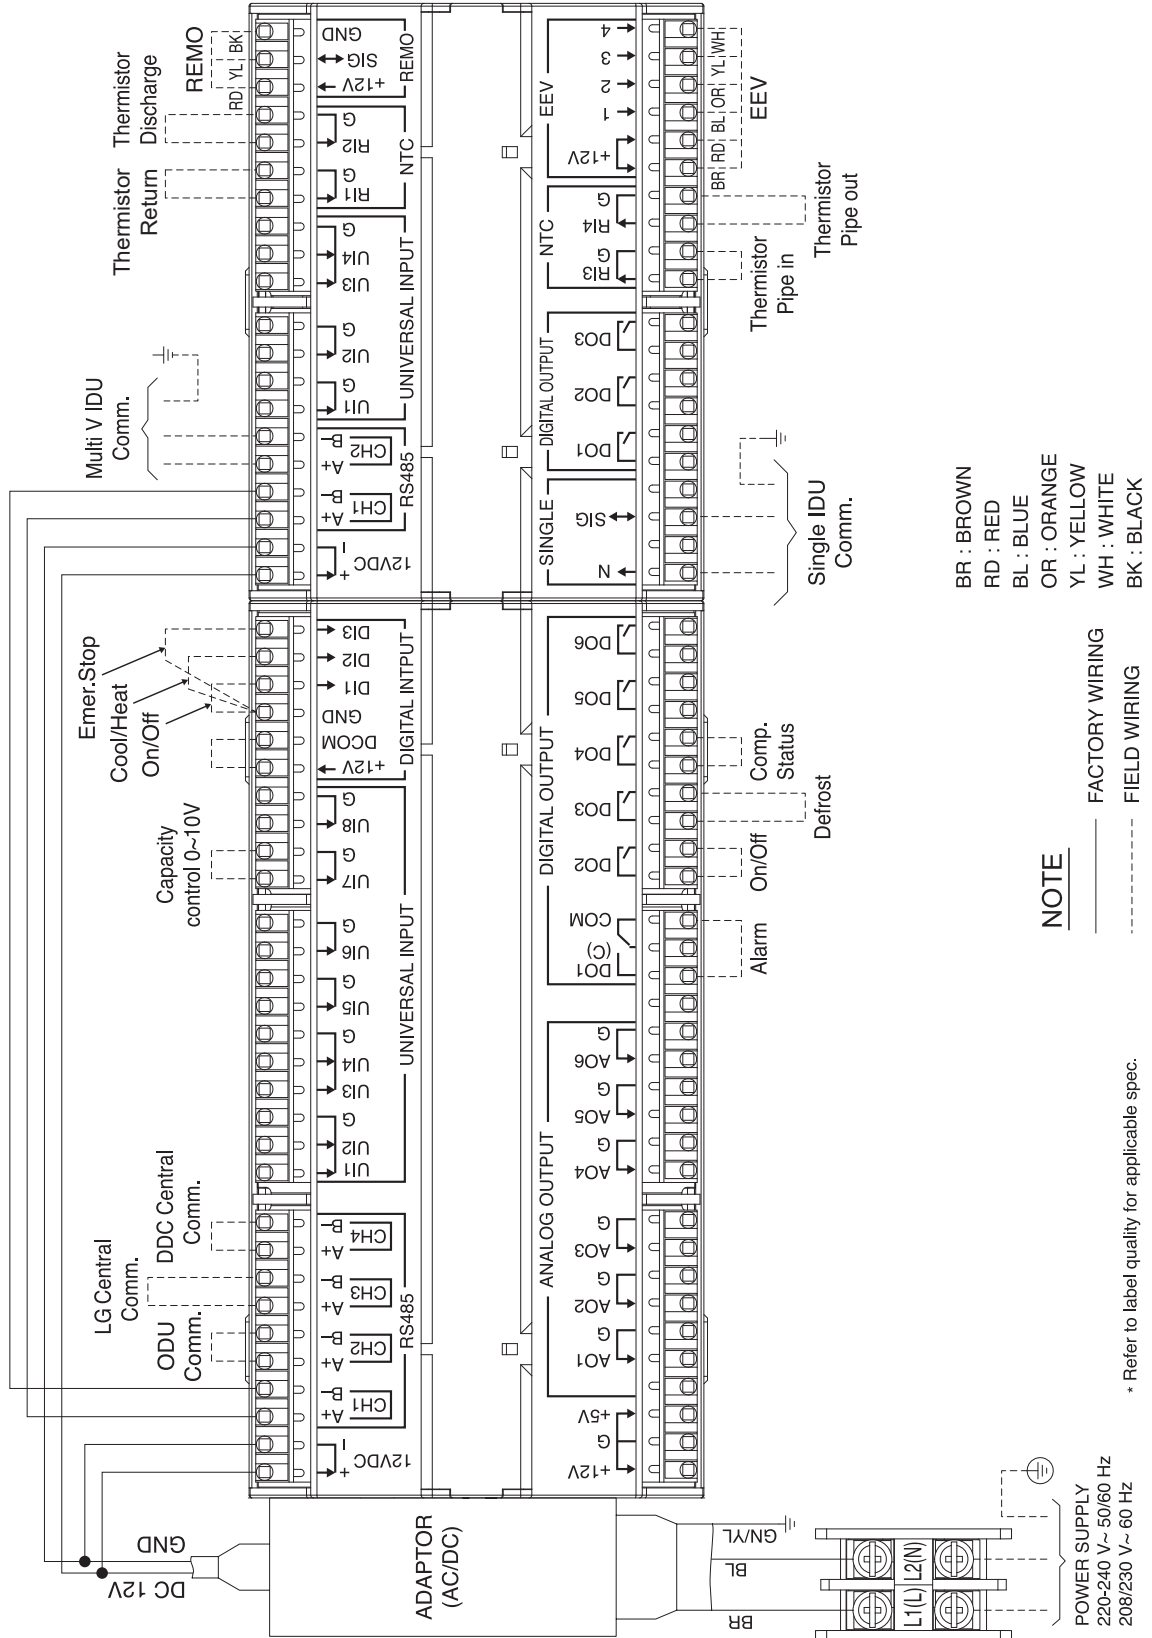 REMO
RD YL BK
Thermistor
Discharge
Thermistor
Return
Multi V IDU
Comm.
Emer.Stop
Cool/Heat
On/Off
Capacity
control 0~10V
DDC Central
Comm.
LG Central
Comm.
ODU
Comm.
GND
DC 12V
GND
SIG
+12V
REMO
G
RI2
G
RI1
NTC
G
UI4
UI3
G
UI2
G
UI1
UNIVERSAL INPUT
B-
A+
CH2
B-
A+
CH1
RS485
-
+
12VDC
DI3
DI2
DI1
GND
DCOM
+12V
DIGITAL INTPUT
G
UI8
G
UI7
G
UI6
G
UI5
G
UI4
UI3
G
UI2
UI1
UNIVERSAL INPUT
B-
A+
CH4
B-
A+
CH3
B-
A+
CH2
B-
A+
CH1
RS485
-
+
12VDC
ADAPTOR
(AC/DC)
EEV
4
3
2
1
+12V
NTC
G
RI4
G
RI3
DIGITAL OUTPUT
DO3
DO2
DO1
SINGLE
SIG
N
DIGITAL OUTPUT
DO6
DO5
DO4
DO3
DO2
COM
(C)
DO1
ANALOG OUTPUT
G
AO6
G
AO5
G
AO4
G
AO3
G
AO2
G
AO1
+5V
G
+12V
BR RD BL OR YL WH
EEV
Thermistor
Pipe out
Thermistor
Pipe in
Single IDU
Comm.
Comp.
Status
Defrost
On/Off
Alarm
GN/YL
BL
BR
L1(L) L2(N)
POWER SUPPLY
220-240 V~ 50/60 Hz
208/230 V~ 60 Hz
BR : BROWN
RD : RED
BL : BLUE
OR : ORANGE
YL : YELLOW
WH : WHITE
BK : BLACK
NOTE
FACTORY WIRING
FIELD WIRING
* Refer to label quality for applicable spec.